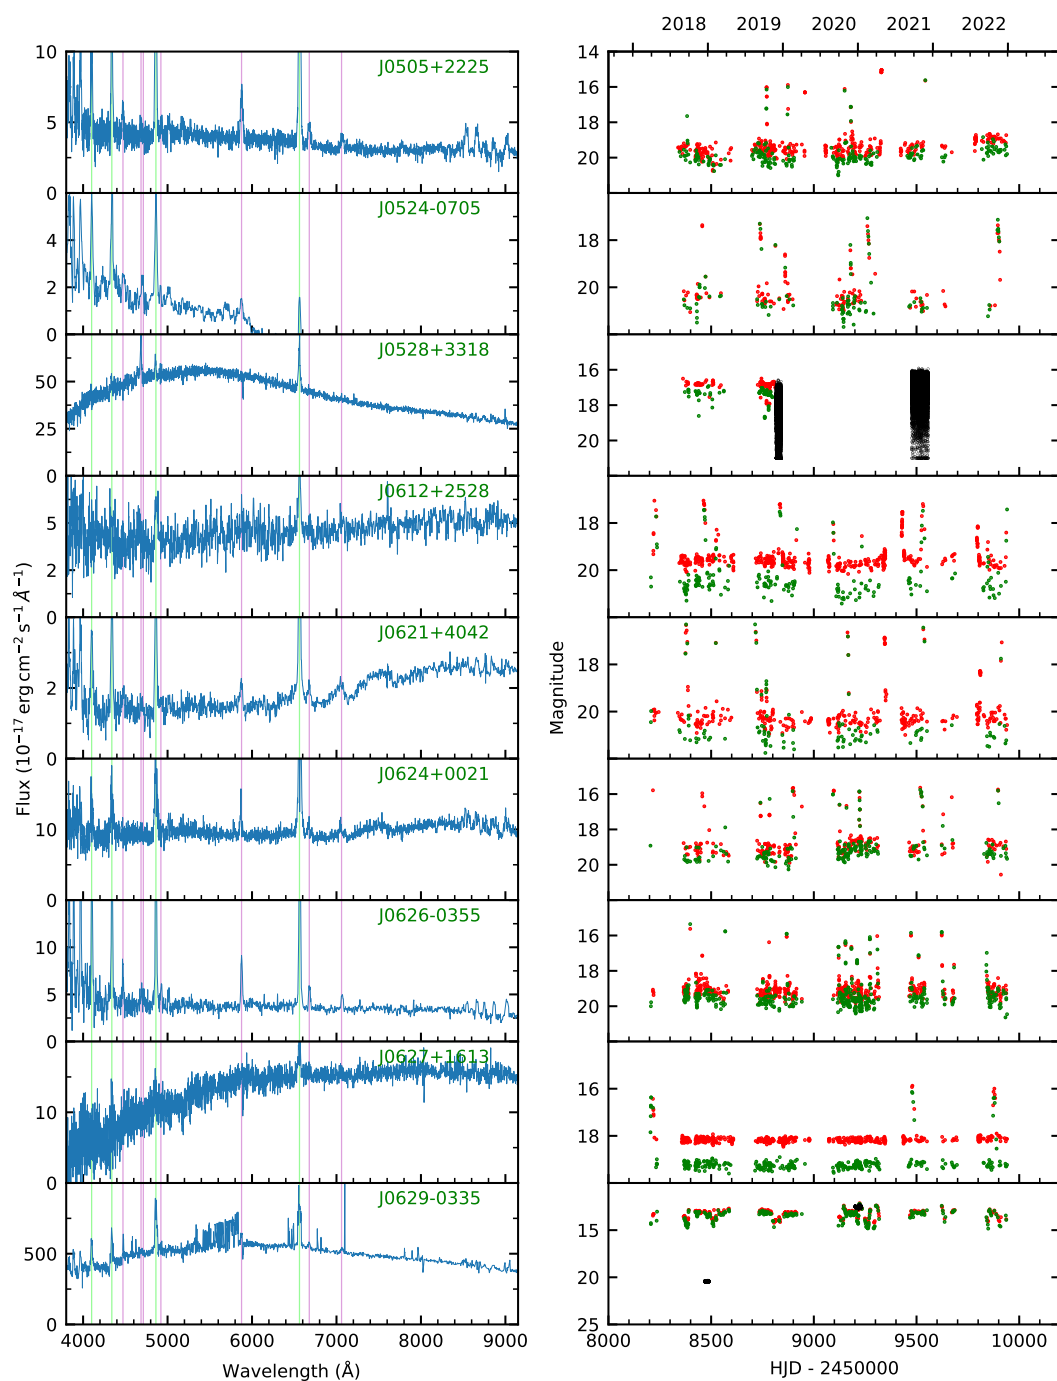 2018 2019 2020 2021 2022
10
5
0
J0505+2225
14
16
18
20
4
2
0
J0524-0705
18
20
50
25
0
J0528+3318
16
18
20
5
2
0
J0612+2528
18
20
2
0
J0621+4042
18
20
10
0
J0624+0021
16
18
20
10
5
0
J0626-0355
16
18
20
10
0
J0627+1613
16
18
500
0
J0629-0335
15
20
25
Flux (10⁻¹⁷ erg cm⁻² s⁻¹ Å⁻¹)
Magnitude
4000 5000 6000 7000 8000 9000
Wavelength (Å)
8000 8500 9000 9500 10000
HJD - 2450000